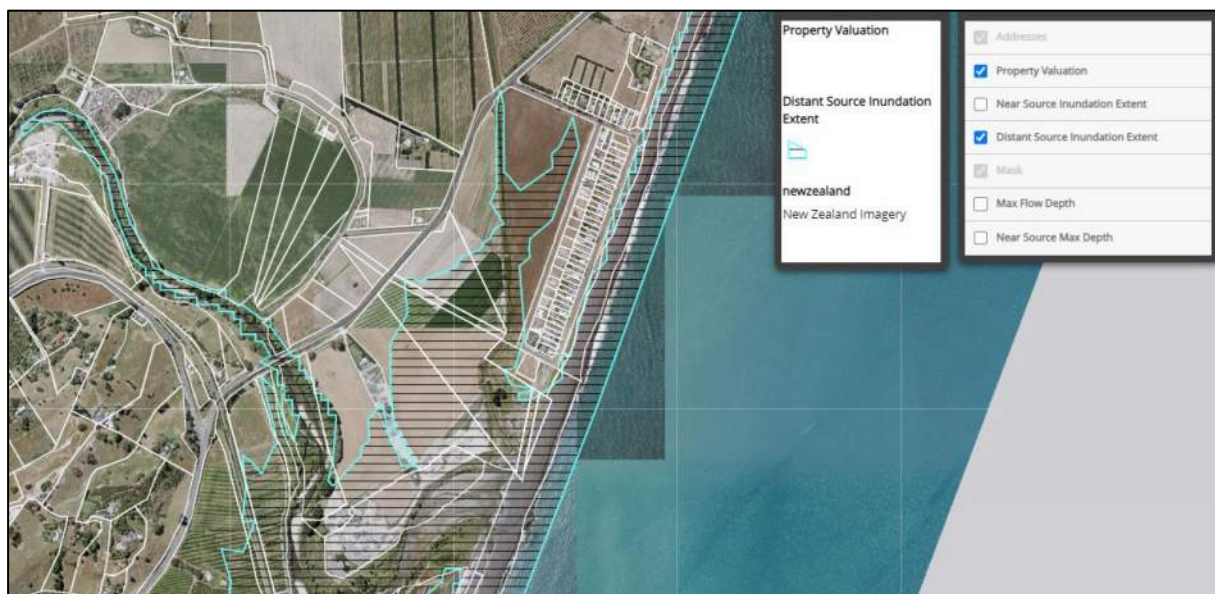 Property Valuation
Distant Source Inundation
Extent
newzealand
New Zealand Imagery
Addresses
Property Valuation
Near Source Inundation Extent
Distant Source Inundation Extent
Mask
Max Flow Depth
Near Source Max Depth